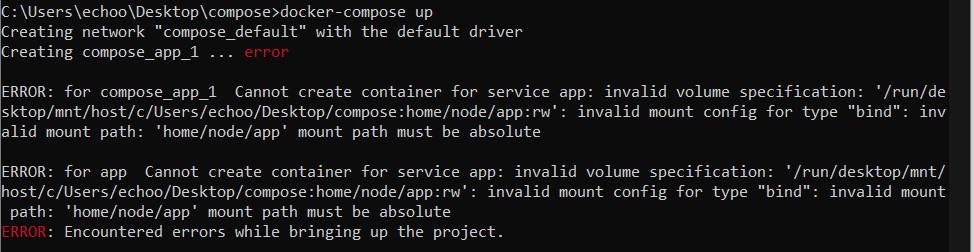 C:\Users\echoo\Desktop\compose>docker-compose up
Creating network "compose_default" with the default driver
Creating compose_app_1 ... error
ERROR: for compose_app_1  Cannot create container for service app: invalid volume specification: '/run/de
sktop/mnt/host/c/Users/echoo/Desktop/compose:home/node/app:rw': invalid mount config for type "bind": inv
alid mount path: 'home/node/app' mount path must be absolute
ERROR: for app  Cannot create container for service app: invalid volume specification: '/run/desktop/mnt/
host/c/Users/echoo/Desktop/compose:home/node/app:rw': invalid mount config for type "bind": invalid mount
 path: 'home/node/app' mount path must be absolute
ERROR: Encountered errors while bringing up the project.